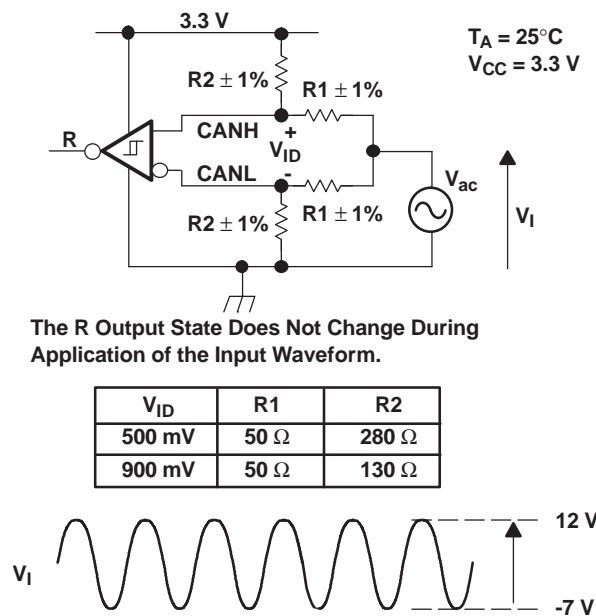 3.3 V
T_A = 25°C
V_CC = 3.3 V
R2 ± 1%
R1 ± 1%
R
CANH
+
V_ID
CANL
-
V_ac
R2 ± 1%
R1 ± 1%
V_I
The R Output State Does Not Change During
Application of the Input Waveform.
V_ID R1 R2
500 mV 50 Ω 280 Ω
900 mV 50 Ω 130 Ω
12 V
V_I
-7 V